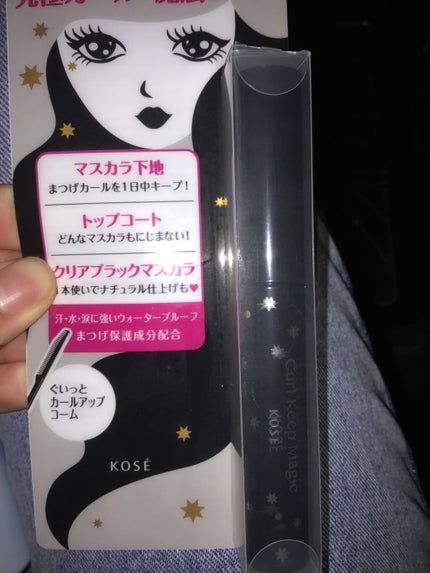 マスカラ下地
まつげカールを1日中キープ!
トップコート
どんなマスカラもにじまない!
クリアブラックマスカラ
1本使いでナチュラル仕上げも♥
汗・水・涙に強いウォータープルーフ
まつげ保護成分配合
ぐいっと
カールアップ
コーム
KOSÉ
Curl Keep Magic
KOSÉ